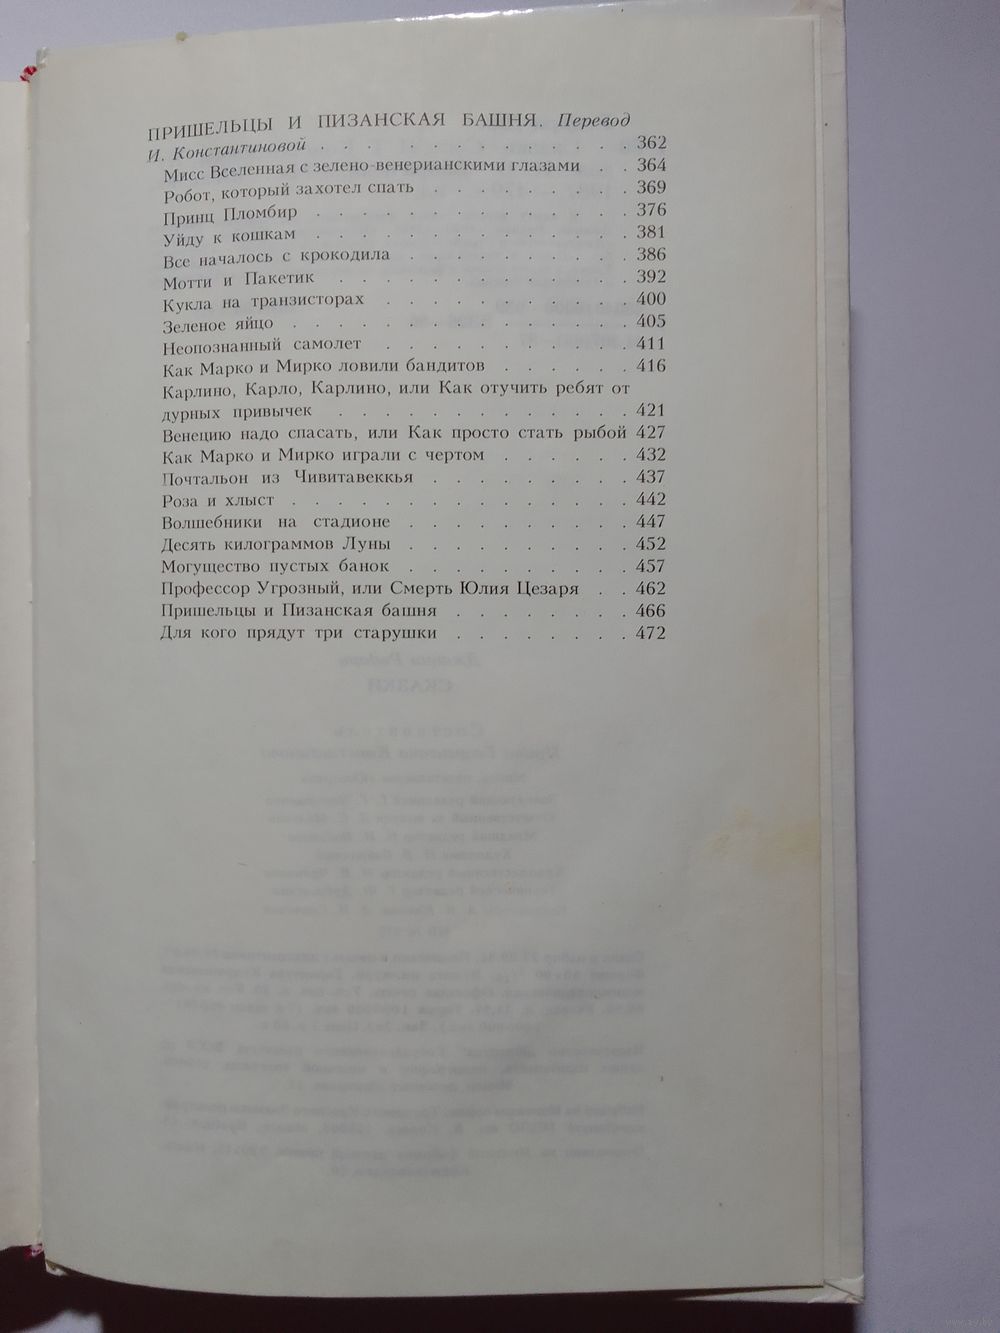 ПРИШЕЛЬЦЫ И ПИЗАНСКАЯ БАШНЯ. Перевод
И. Константиновой . . . . . . . . . . . . . . 362
Мисс Вселенная с зелено-венерианскими глазами . . 364
Робот, который захотел спать . . . . . . . . . 369
Принц Пломбир . . . . . . . . . . . . . . 376
Уйду к кошкам . . . . . . . . . . . . . . 381
Все началось с крокодила . . . . . . . . . . 386
Мотти и Пакетик . . . . . . . . . . . . . 392
Кукла на транзисторах . . . . . . . . . . . 400
Зеленое яйцо . . . . . . . . . . . . . . . 405
Неопознанный самолет . . . . . . . . . . . 411
Как Марко и Мирко ловили бандитов . . . . . . 416
Карлино, Карло, Карлино, или Как отучить ребят от
дурных привычек . . . . . . . . . . . . . 421
Венецию надо спасать, или Как просто стать рыбой 427
Как Марко и Мирко играли с чертом . . . . . . 432
Почтальон из Чивитавеккья . . . . . . . . . 437
Роза и хлыст . . . . . . . . . . . . . . . 442
Волшебники на стадионе . . . . . . . . . . 447
Десять килограммов Луны . . . . . . . . . . 452
Могущество пустых банок . . . . . . . . . . 457
Профессор Угрозный, или Смерть Юлия Цезаря . . 462
Пришельцы и Пизанская башня . . . . . . . . 466
Для кого прядут три старушки . . . . . . . . 472